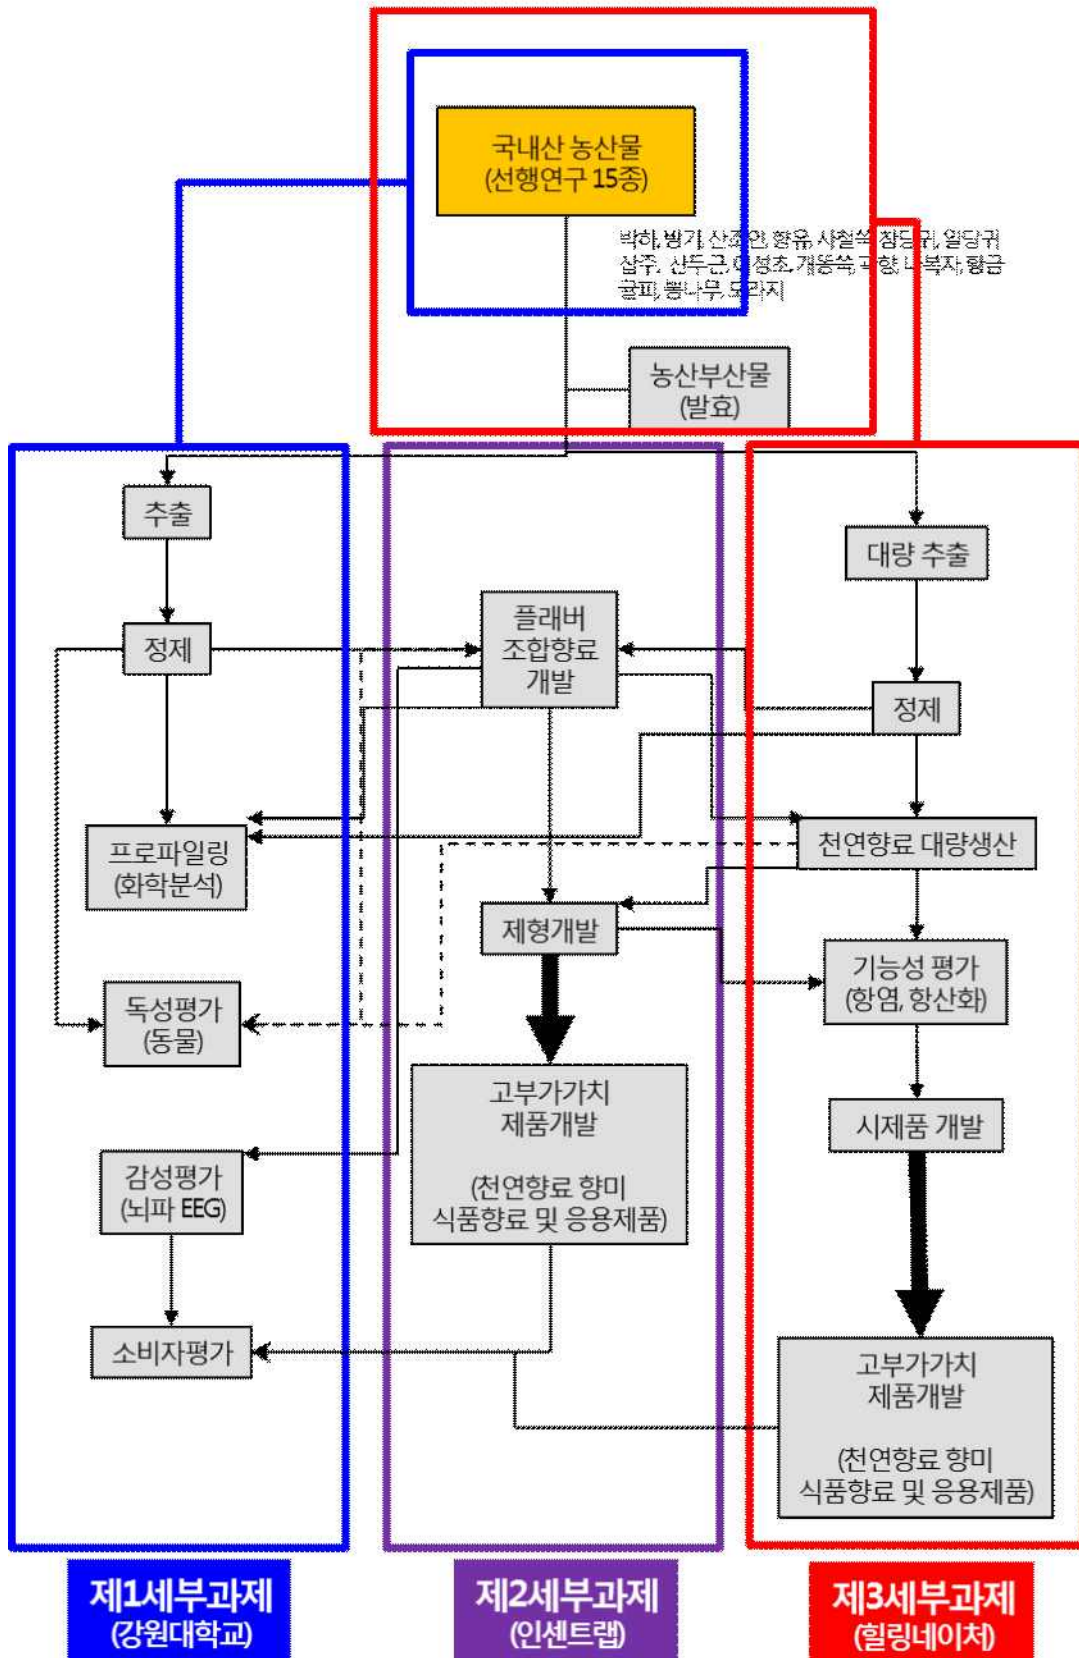 국내산 농산물
(선행연구 15종)
박하, 방기, 산조인, 향유, 사철쑥, 참당귀, 일당귀
삽주, 산두근, 어성초, 개똥쑥, 곽향, 나복자, 황금
귤피, 뽕나무, 도라지
농산부산물
(발효)
추출
대량 추출
플래버
조합향료
개발
정제
정제
프로파일링
(화학분석)
천연향료 대량생산
제형개발
기능성 평가
(항염, 항산화)
독성평가
(동물)
고부가가치
제품개발
(천연향료 향미
식품향료 및 응용제품)
시제품 개발
감성평가
(뇌파 EEG)
소비자평가
고부가가치
제품개발
(천연향료 향미
식품향료 및 응용제품)
제1세부과제
(강원대학교)
제2세부과제
(인센트랩)
제3세부과제
(힐링네이처)